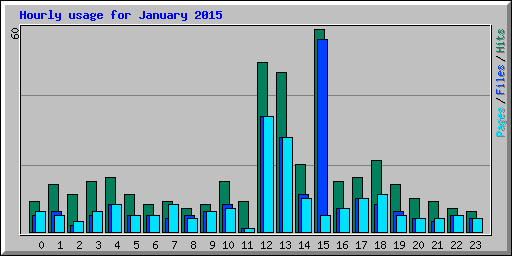 Hourly usage for January 2015
60
Pages/Files/Hits
0 1 2 3 4 5 6 7 8 9 10 11 12 13 14 15 16 17 18 19 20 21 22 23